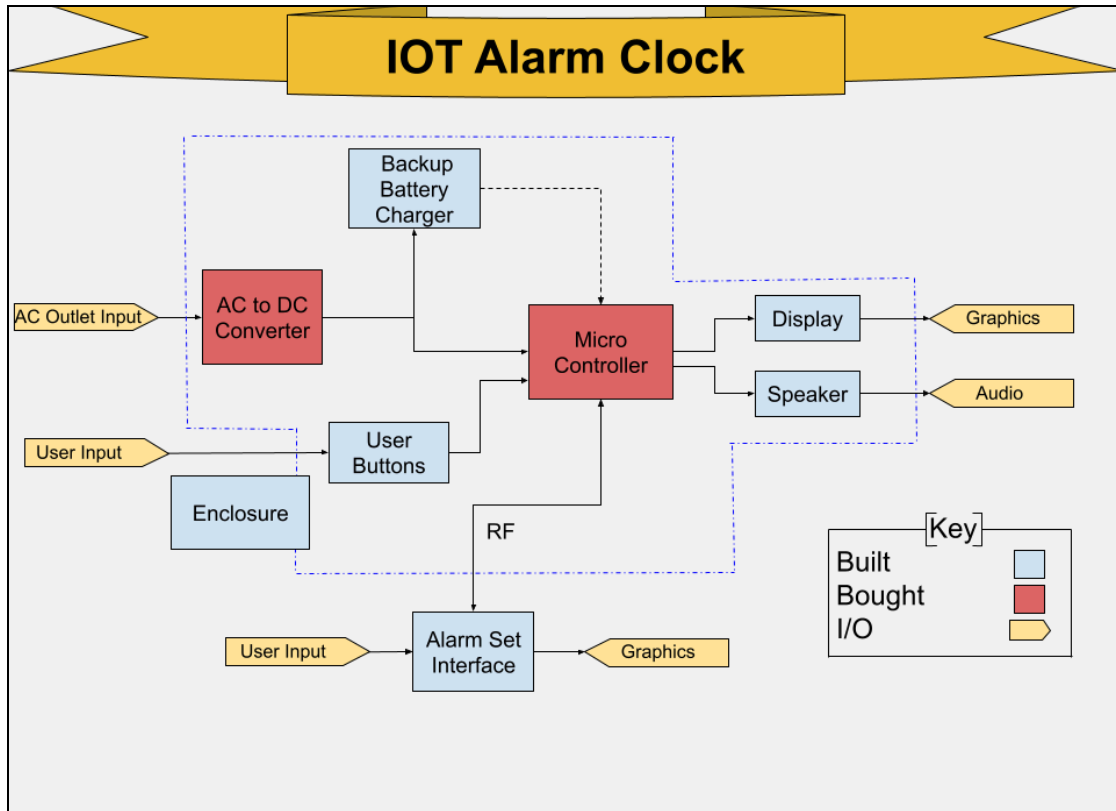 IOT Alarm Clock
Backup
Battery
Charger
AC Outlet Input
AC to DC
Converter
Micro
Controller
Display
Graphics
Speaker
Audio
User Input
User
Buttons
Enclosure
RF
[Key]
Built
Bought
I/O
User Input
Alarm Set
Interface
Graphics